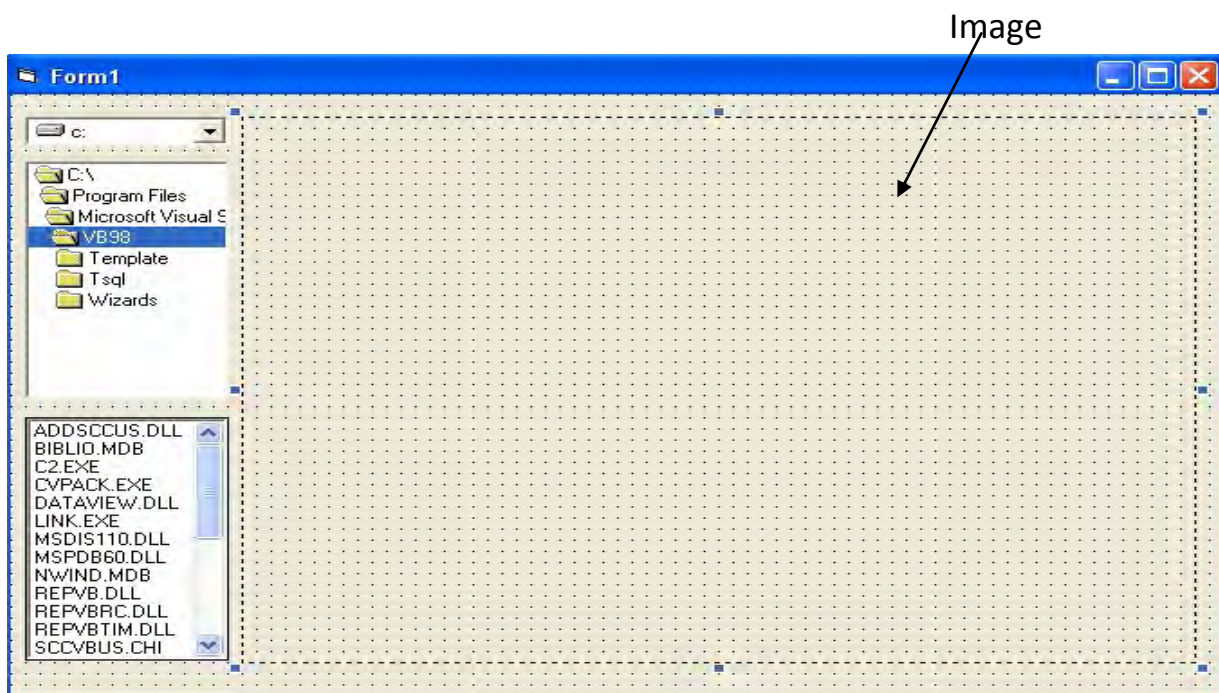 Image
Form1
c:
C:\
Program Files
Microsoft Visual S
VB98
Template
Tsql
Wizards
ADDSCCUS.DLL
BIBLIO.MDB
C2.EXE
CVPACK.EXE
DATAVIEW.DLL
LINK.EXE
MSDIS110.DLL
MSPDB60.DLL
NWIND.MDB
REPVB.DLL
REPVBRC.DLL
REPVBTIM.DLL
SCCVBUS.CHI